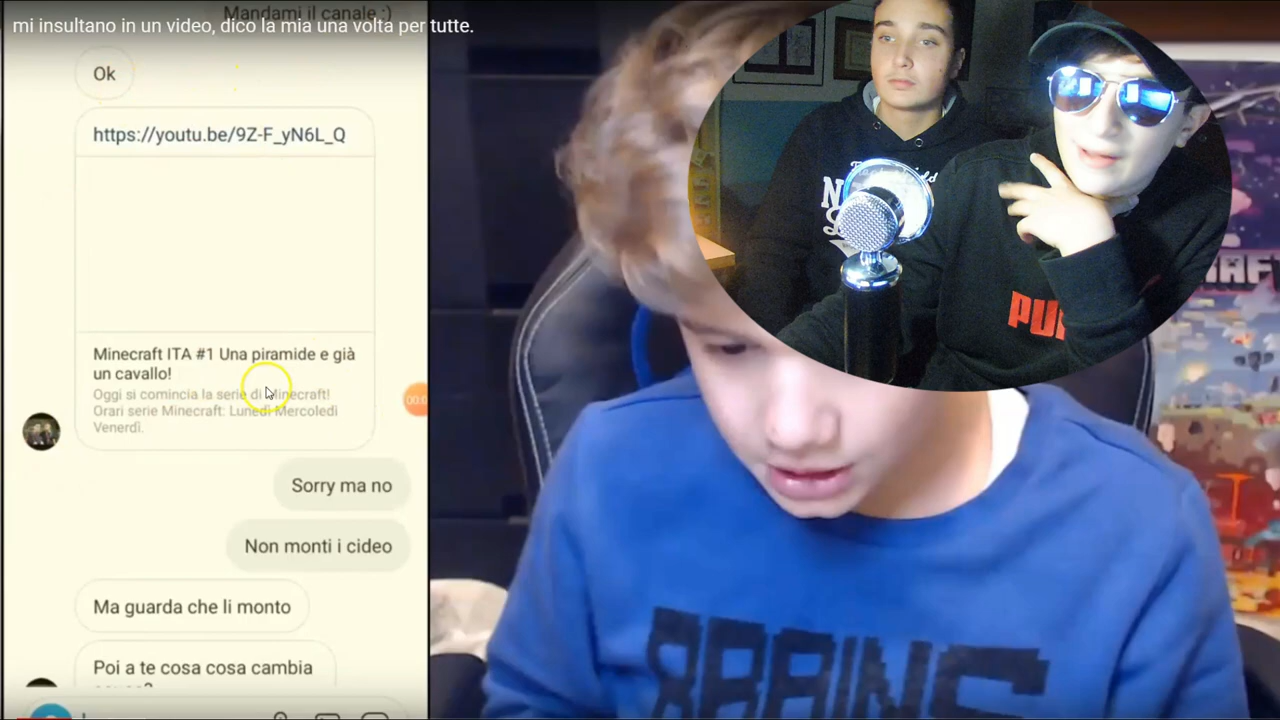 Mandami il canale :)
mi insultano in un video, dico la mia una volta per tutte.
Ok
https://youtu.be/9Z-F_yN6L_Q
Minecraft ITA #1 Una piramide e già
un cavallo!
Oggi si comincia la serie di Minecraft!
Orari serie Minecraft: Lunedì Mercoledì
Venerdì.
Sorry ma no
Non monti i cideo
Ma guarda che li monto
Poi a te cosa cosa cambia